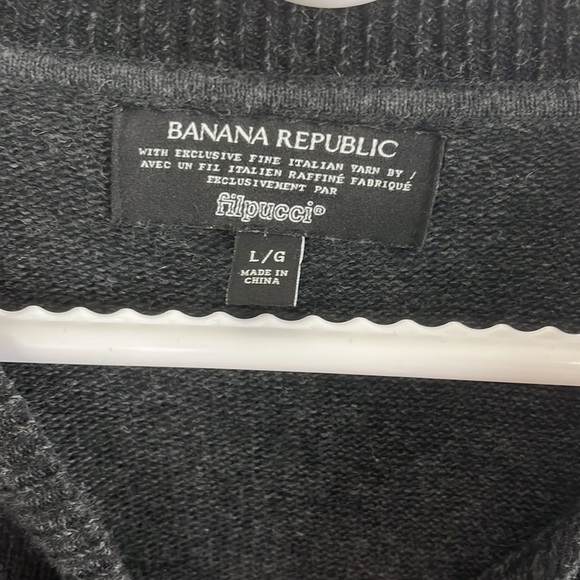 BANANA REPUBLIC
WITH EXCLUSIVE FINE ITALIAN YARN BY /
AVEC UN FIL ITALIEN RAFFINÉ FABRIQUÉ
EXCLUSIVEMENT PAR
filpucci®
L/G
MADE IN
CHINA